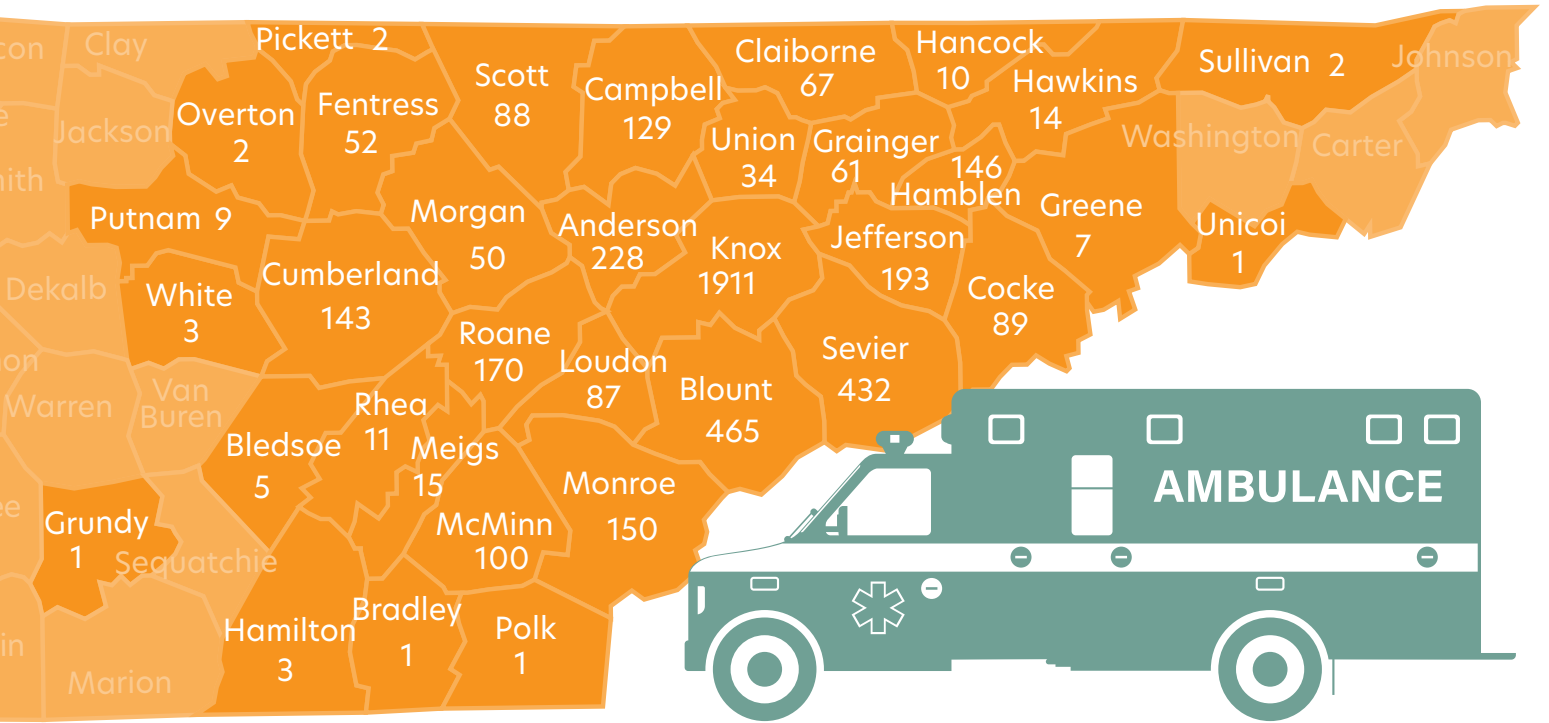 Clay
Pickett 2
Claiborne
67
Hancock
10
Sullivan 2
Johnson
Scott
88
Campbell
129
Hawkins
14
Overton
2
Fentress
52
Jackson
Union
34
Grainger
61
146
Hamblen
Washington
Carter
Putnam 9
Morgan
50
Anderson
228
Knox
1911
Jefferson
193
Greene
7
Unicoi
1
Dekalb
White
3
Cumberland
143
Cocke
89
Roane
170
Loudon
87
Blount
465
Sevier
432
Warren
Van
Buren
Rhea
11
Bledsoe
5
Meigs
15
Monroe
150
AMBULANCE
Grundy
1
Sequatchie
McMinn
100
Hamilton
3
Bradley
1
Polk
1
Marion